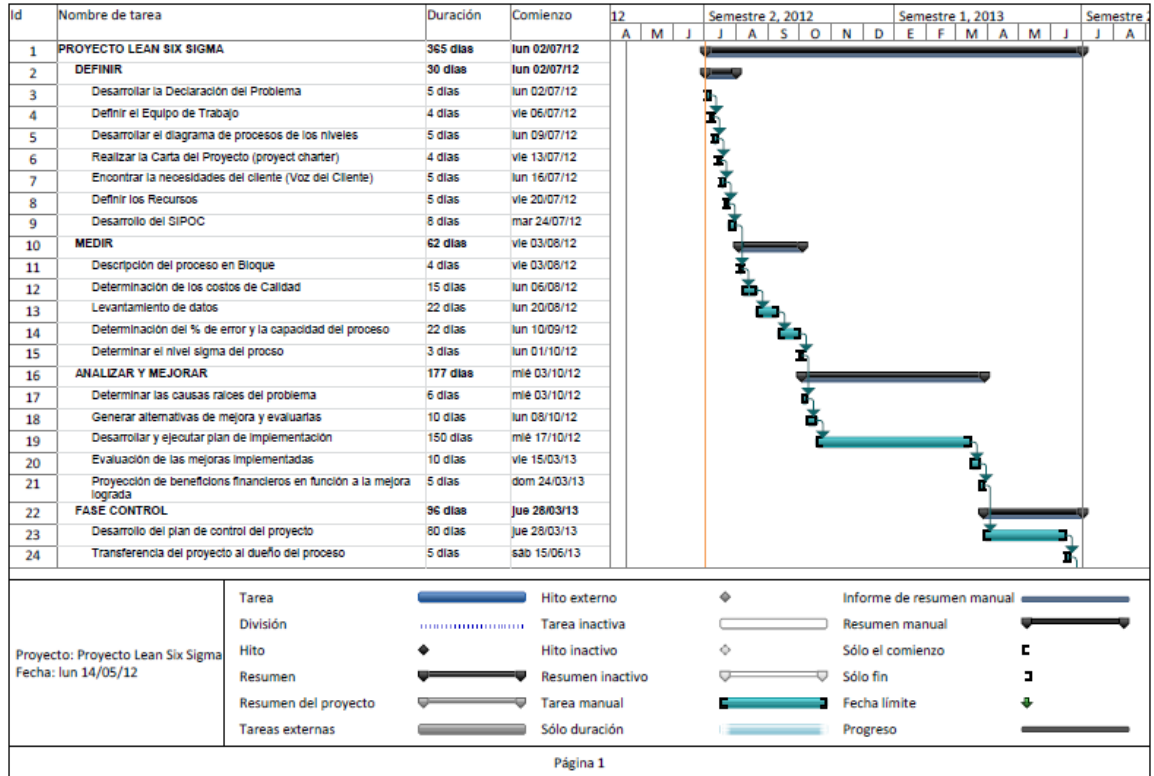 Id Nombre de tarea Duración Comienzo 12 Semestre 2, 2012 Semestre 1, 2013 Semestre 2
A M J J A S O N D E F M A M J J A
1 PROYECTO LEAN SIX SIGMA 365 días lun 02/07/12
2 DEFINIR 30 días lun 02/07/12
3 Desarrollar la Declaración del Problema 5 días lun 02/07/12
4 Definir el Equipo de Trabajo 4 días vie 06/07/12
5 Desarrollar el diagrama de procesos de los niveles 5 días lun 09/07/12
6 Realizar la Carta del Proyecto (proyect charter) 4 días vie 13/07/12
7 Encontrar la necesidades del cliente (Voz del Cliente) 5 días lun 16/07/12
8 Definir los Recursos 5 días vie 20/07/12
9 Desarrollo del SIPOC 8 días mar 24/07/12
10 MEDIR 62 días vie 03/08/12
11 Descripción del proceso en Bloque 4 días vie 03/08/12
12 Determinación de los costos de Calidad 15 días lun 06/08/12
13 Levantamiento de datos 22 días lun 20/08/12
14 Determinación del % de error y la capacidad del proceso 22 días lun 10/09/12
15 Determinar el nivel sigma del procso 3 días lun 01/10/12
16 ANALIZAR Y MEJORAR 177 días mié 03/10/12
17 Determinar las causas raíces del problema 6 días mié 03/10/12
18 Generar alternativas de mejora y evaluarlas 10 días lun 08/10/12
19 Desarrollar y ejecutar plan de implementación 150 días mié 17/10/12
20 Evaluación de las mejoras implementadas 10 días vie 15/03/13
21 Proyección de beneficions financieros en función a la mejora 5 días dom 24/03/13
lograda
22 FASE CONTROL 96 días jue 28/03/13
23 Desarrollo del plan de control del proyecto 80 días jue 28/03/13
24 Transferencia del proyecto al dueño del proceso 5 días sáb 15/06/13
Proyecto: Proyecto Lean Six Sigma
Fecha: lun 14/05/12
Tarea Hito externo Informe de resumen manual
División Tarea inactiva Resumen manual
Hito Hito inactivo Sólo el comienzo
Resumen Resumen inactivo Sólo fin
Resumen del proyecto Tarea manual Fecha límite
Tareas externas Sólo duración Progreso
Página 1